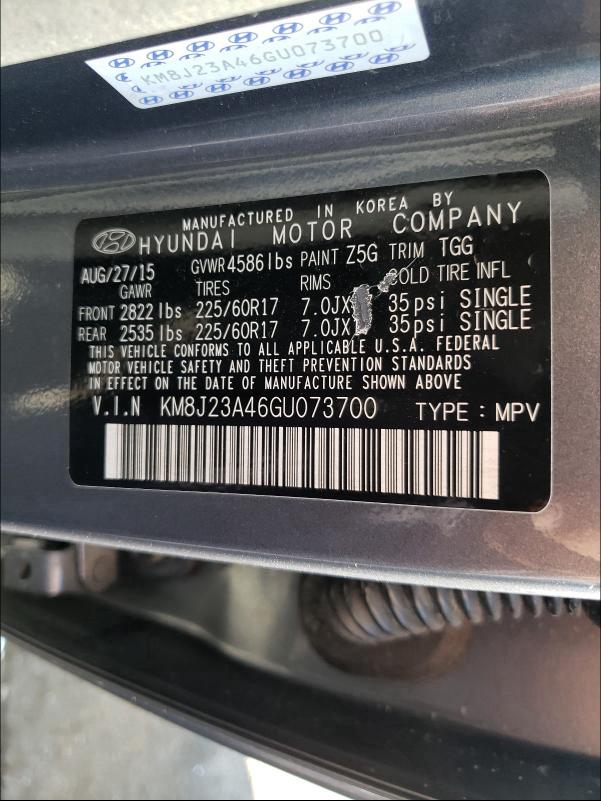 KM8J23A46GU073700
MANUFACTURED IN KOREA BY
HYUNDAI MOTOR COMPANY
AUG/27/15 GVWR 4586 lbs PAINT Z5G TRIM TGG
GAWR TIRES RIMS COLD TIRE INFL
FRONT 2822 lbs 225/60R17 7.0JX 35psi SINGLE
REAR 2535 lbs 225/60R17 7.0JX 35psi SINGLE
THIS VEHICLE CONFORMS TO ALL APPLICABLE U.S.A. FEDERAL
MOTOR VEHICLE SAFETY AND THEFT PREVENTION STANDARDS
IN EFFECT ON THE DATE OF MANUFACTURE SHOWN ABOVE
V.I.N KM8J23A46GU073700 TYPE : MPV